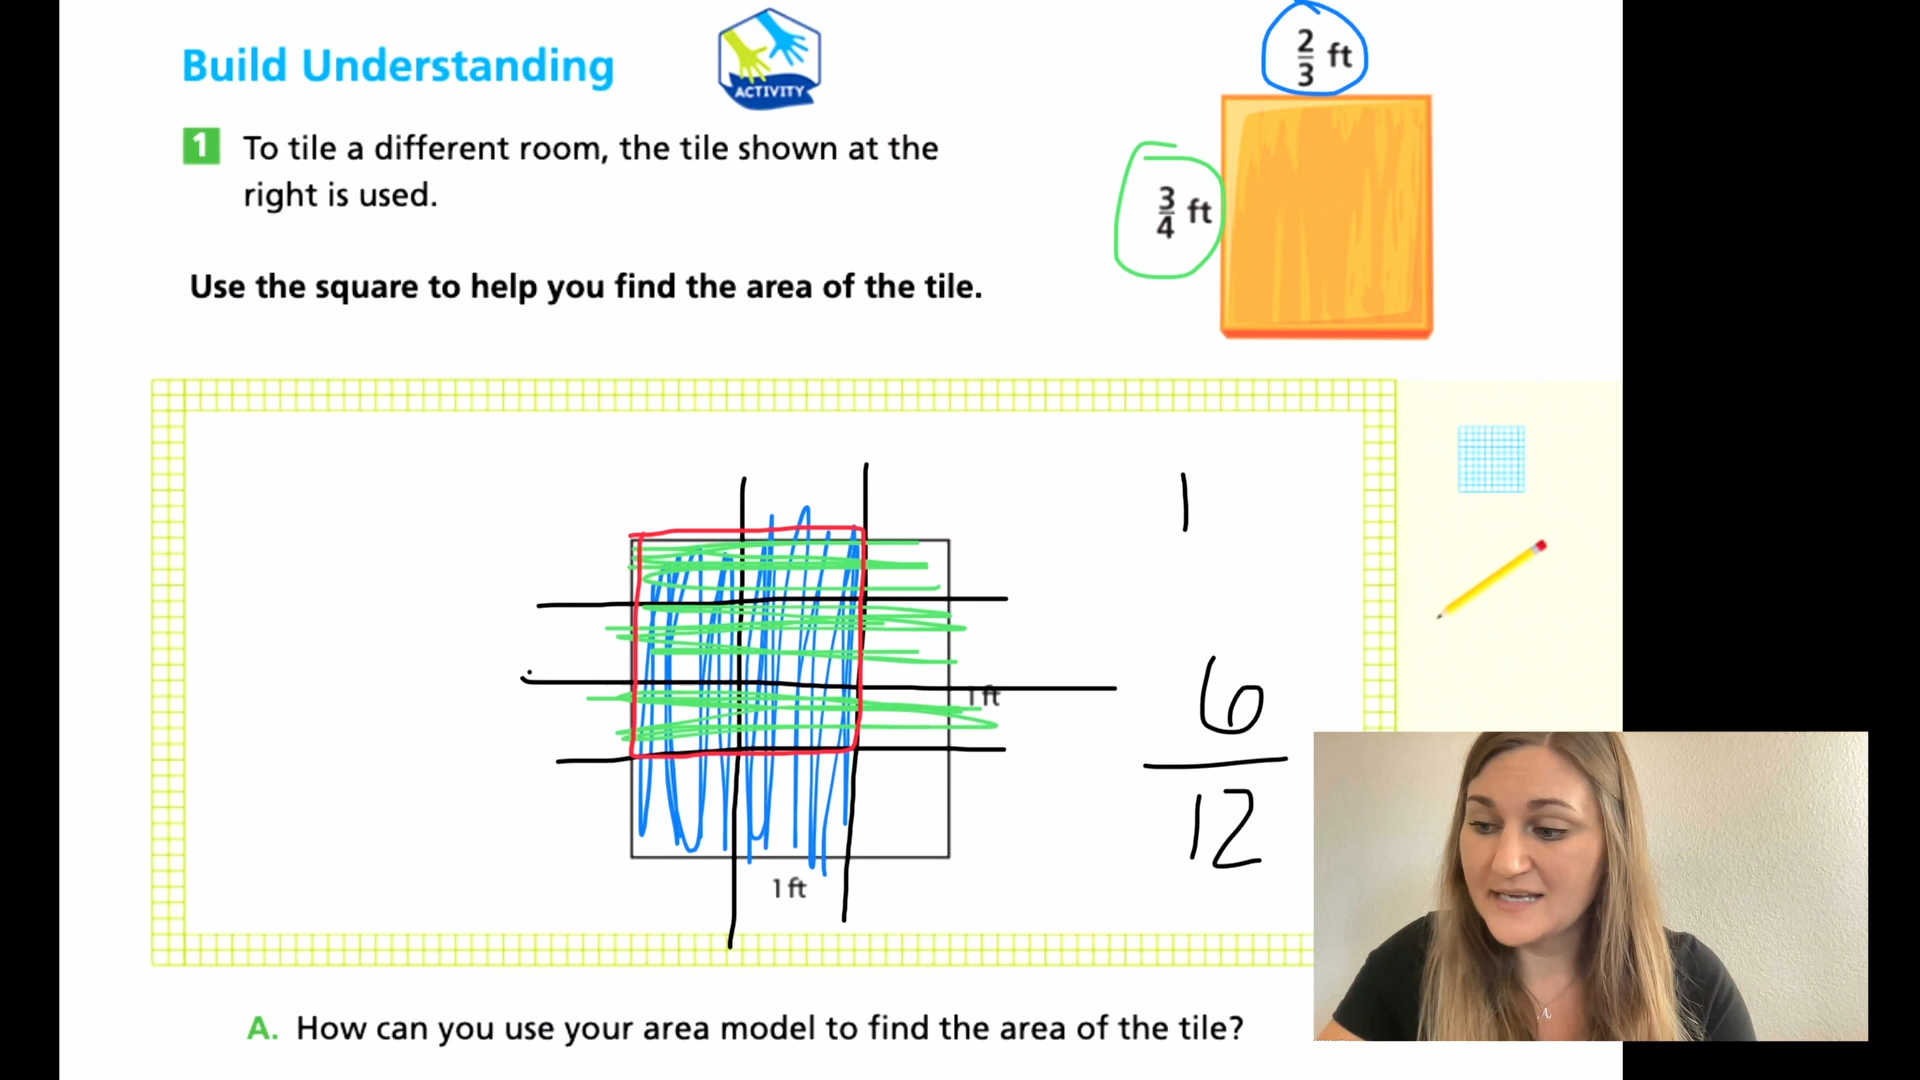 Build Understanding
ACTIVITY
2/3 ft
1 To tile a different room, the tile shown at the
right is used.
3/4 ft
Use the square to help you find the area of the tile.
1
1 ft
6
12
1 ft
A. How can you use your area model to find the area of the tile?